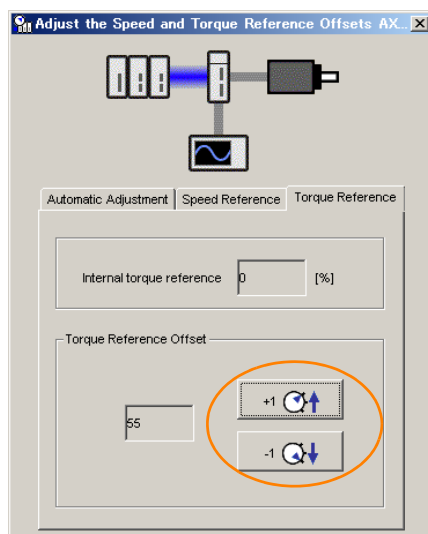 Adjust the Speed and Torque Reference Offsets AX...
Automatic Adjustment Speed Reference Torque Reference
Internal torque reference 0 [%]
Torque Reference Offset
+1
55
-1